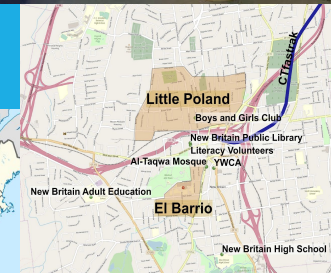 CTfastrak
Little Poland
Boys and Girls Club
New Britain Public Library
Literacy Volunteers
Al-Taqwa Mosque
YWCA
New Britain Adult Education
El Barrio
New Britain High School